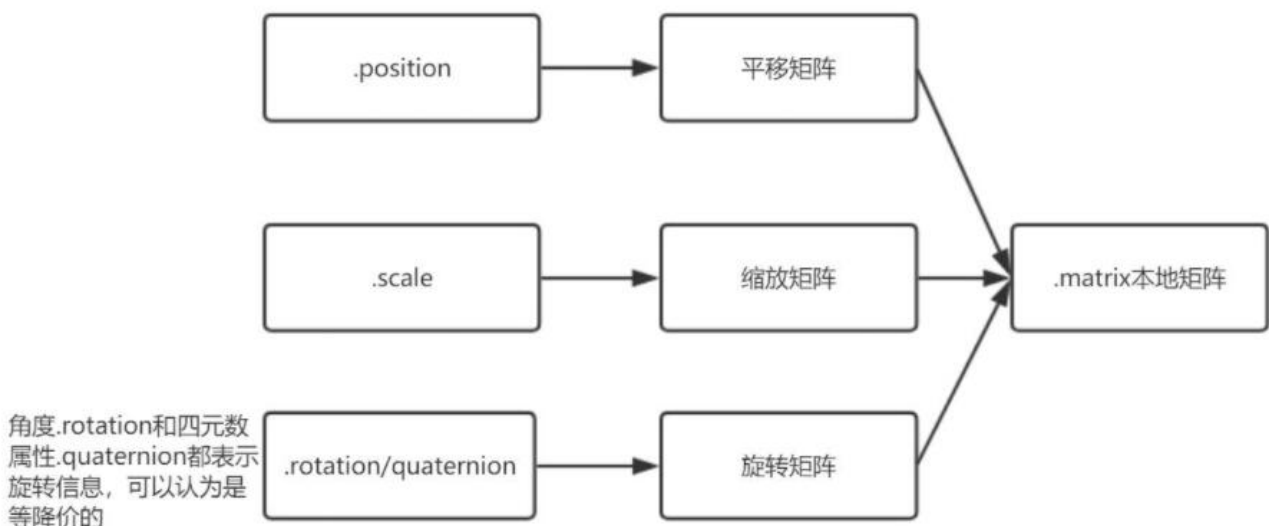 .position
平移矩阵
.scale
缩放矩阵
.matrix本地矩阵
角度.rotation和四元数
属性.quaternion都表示
旋转信息，可以认为是
等降价的
.rotation/quaternion
旋转矩阵